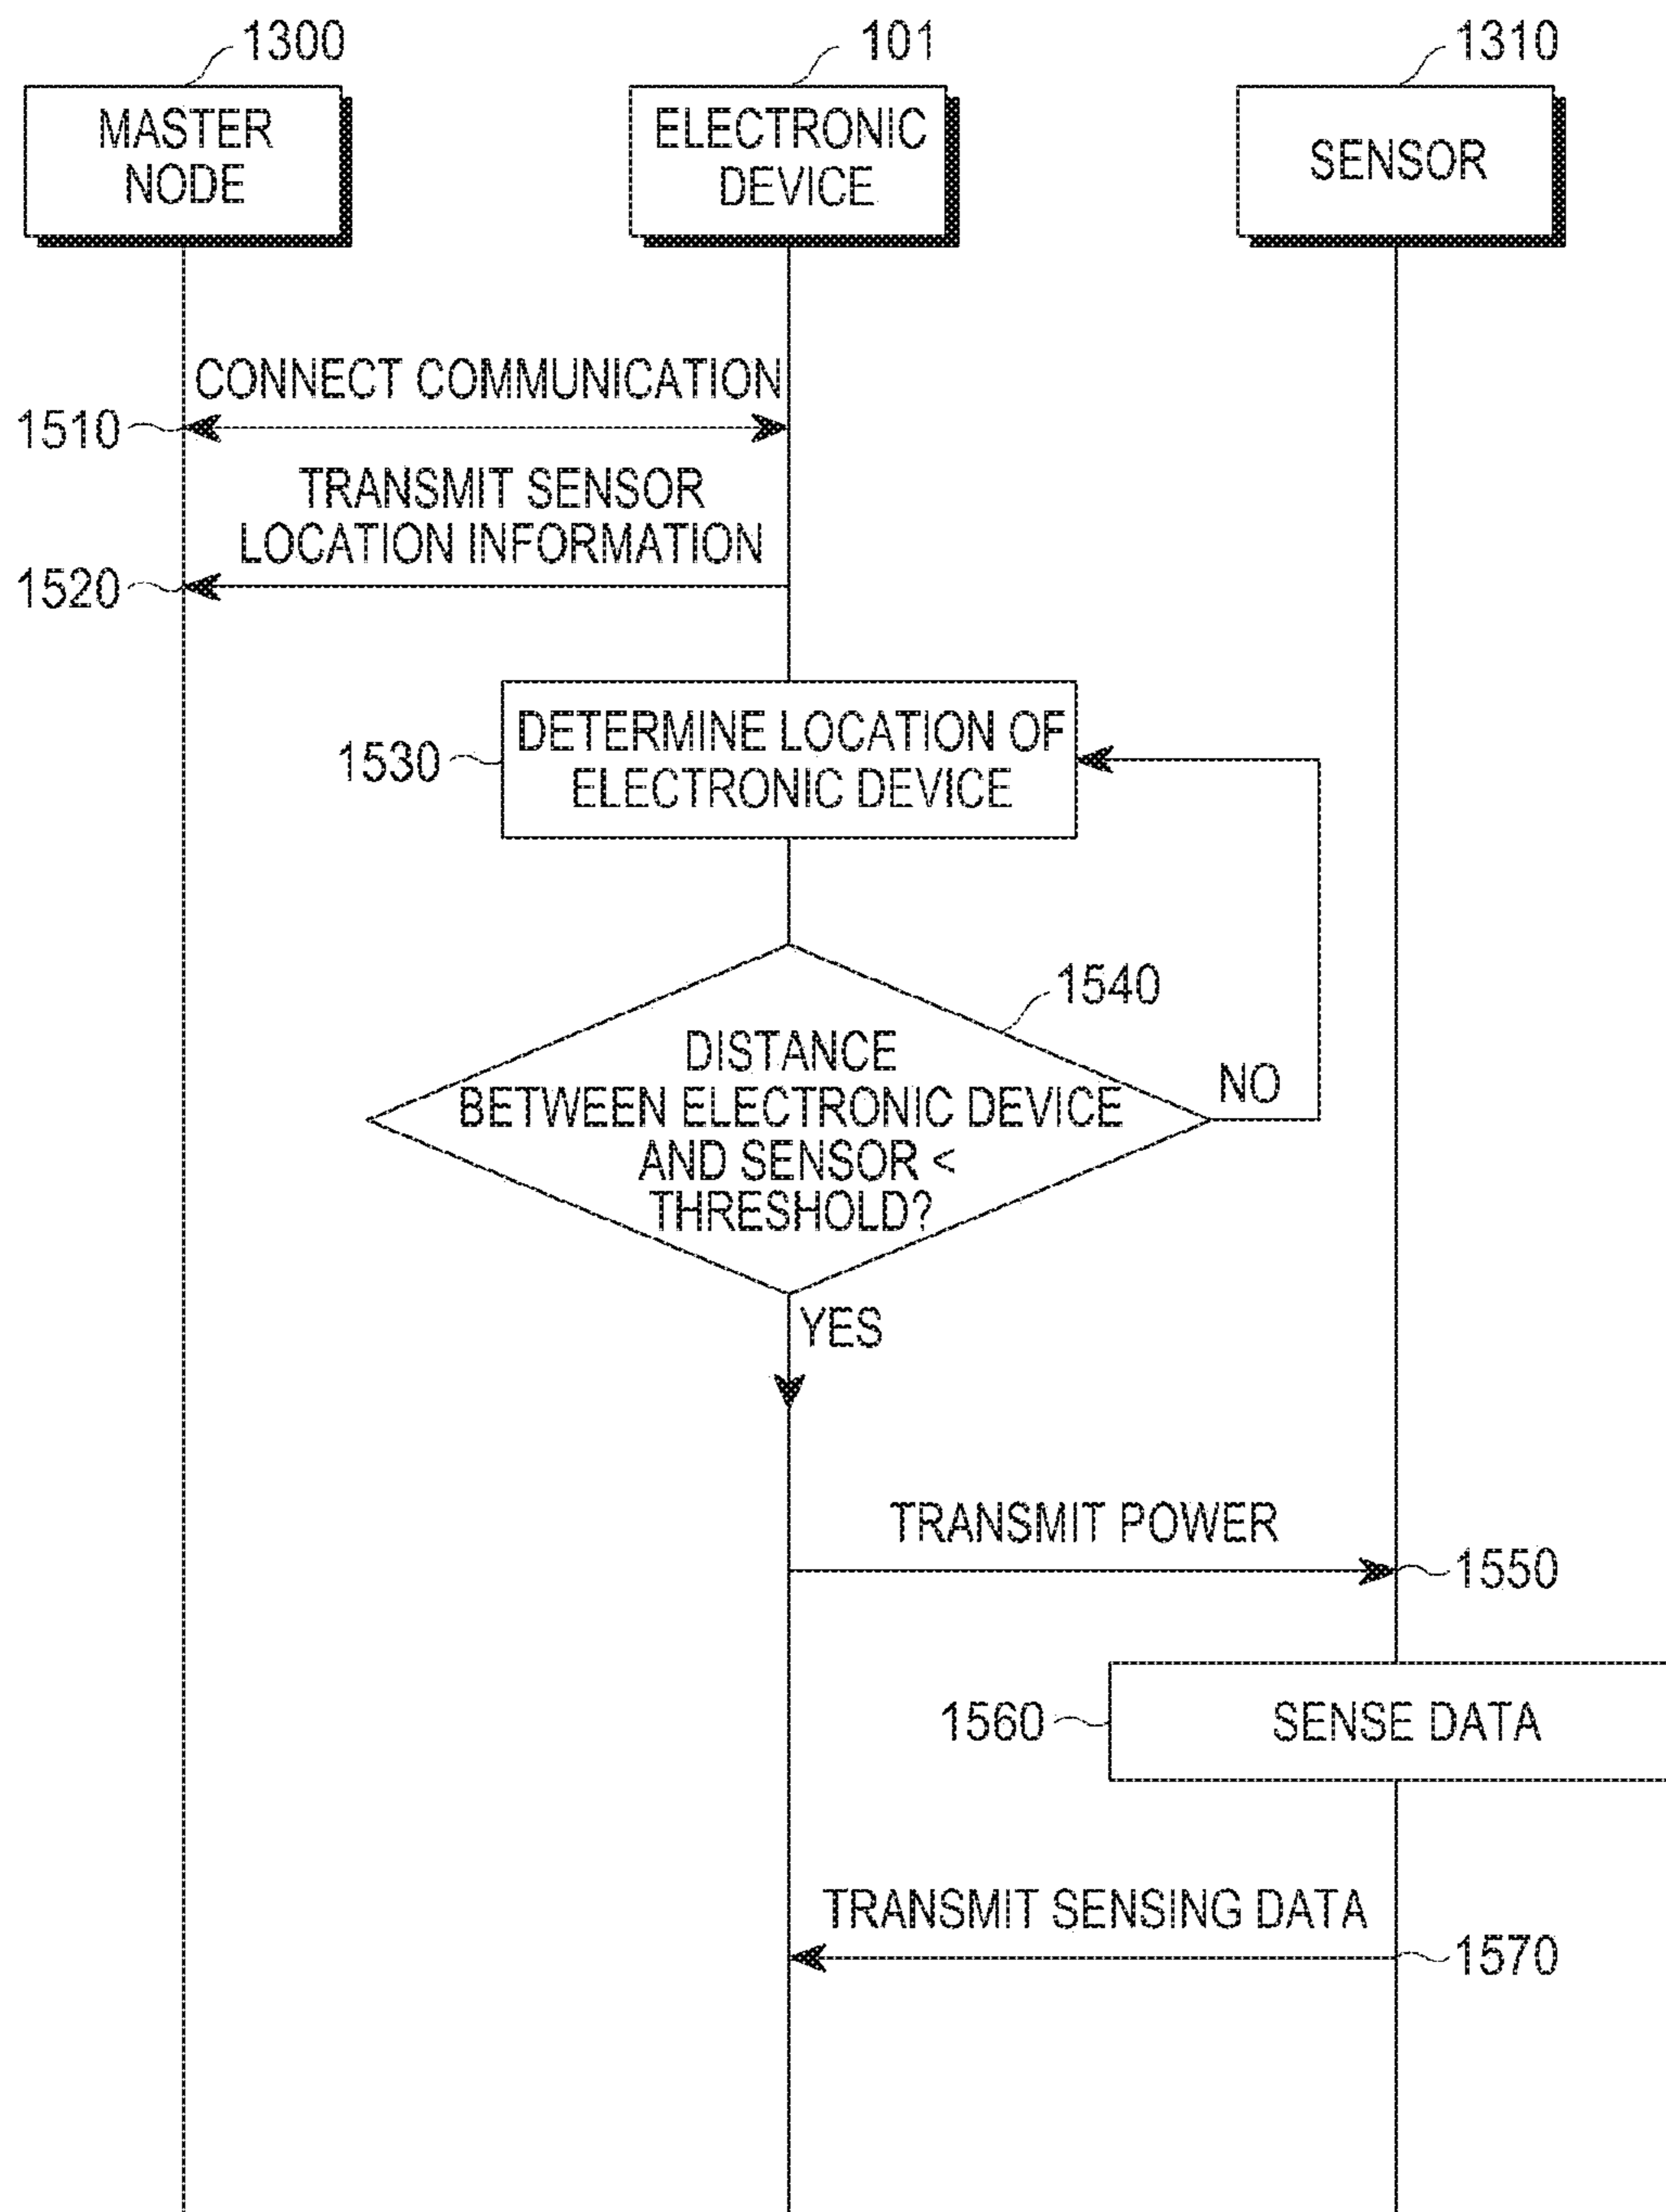 1300
101
1310
MASTER
NODE
ELECTRONIC
DEVICE
SENSOR
CONNECT COMMUNICATION
1510
TRANSMIT SENSOR
LOCATION INFORMATION
1520
DETERMINE LOCATION OF
ELECTRONIC DEVICE
1530
1540
DISTANCE
BETWEEN ELECTRONIC DEVICE
AND SENSOR <
THRESHOLD?
NO
YES
TRANSMIT POWER
1550
1560
SENSE DATA
TRANSMIT SENSING DATA
1570